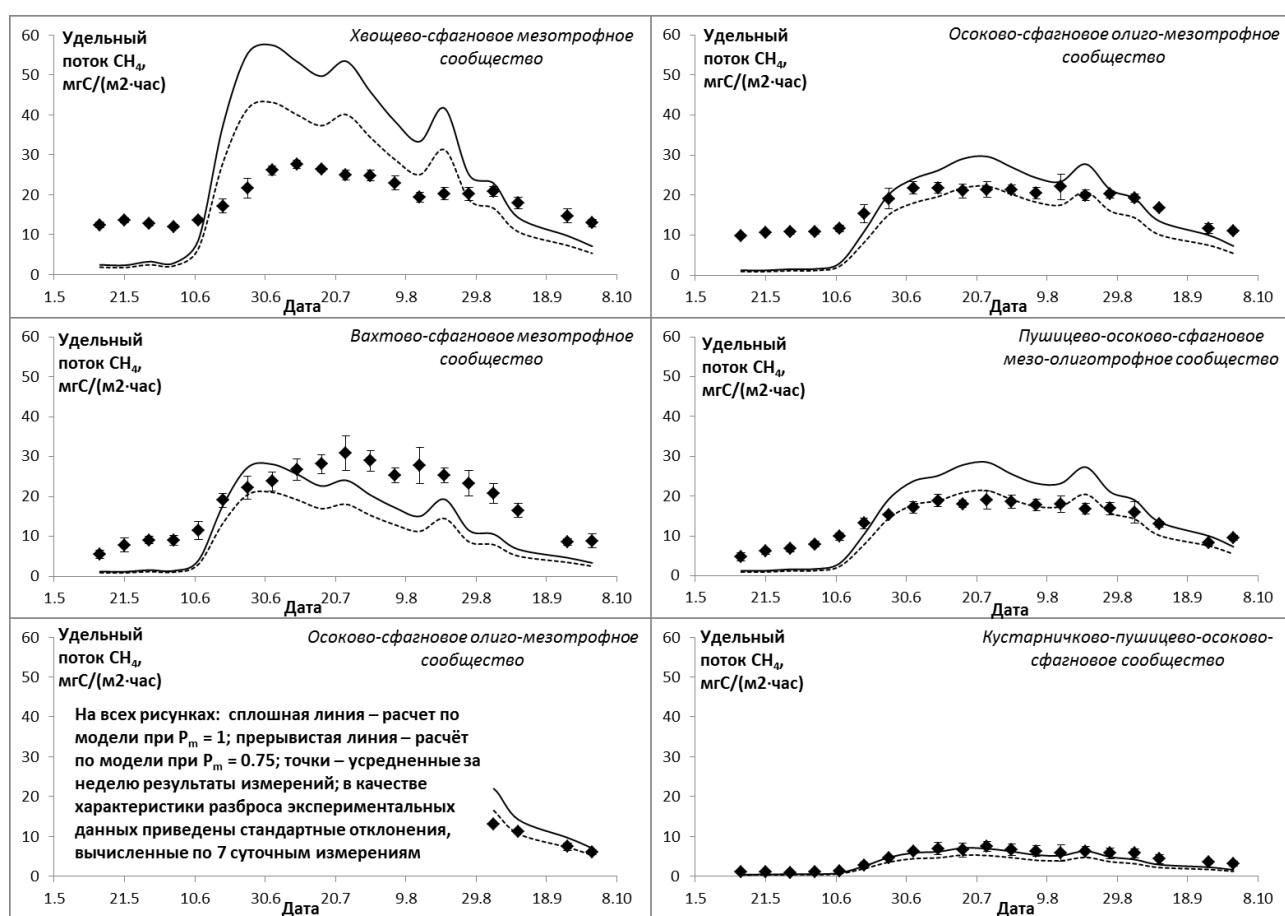 Удельный
поток CH₄,
мгС/(м2·час)
Хвощево-сфагновое мезотрофное
сообщество
60
50
40
30
20
10
0
1.5 21.5 10.6 30.6 20.7 9.8 29.8 18.9 8.10
Дата
Удельный
поток CH₄,
мгС/(м2·час)
Осоково-сфагновое олиго-мезотрофное
сообщество
60
50
40
30
20
10
0
1.5 21.5 10.6 30.6 20.7 9.8 29.8 18.9 8.10
Дата
Удельный
поток CH₄,
мгС/(м2·час)
Вахтово-сфагновое мезотрофное
сообщество
60
50
40
30
20
10
0
1.5 21.5 10.6 30.6 20.7 9.8 29.8 18.9 8.10
Дата
Удельный
поток CH₄,
мгС/(м2·час)
Пушицево-осоково-сфагновое
мезо-олиготрофное сообщество
60
50
40
30
20
10
0
1.5 21.5 10.6 30.6 20.7 9.8 29.8 18.9 8.10
Дата
Удельный
поток CH₄,
мгС/(м2·час)
Осоково-сфагновое олиго-мезотрофное
сообщество
На всех рисунках: сплошная линия – расчет по
модели при Pₘ = 1; прерывистая линия – расчёт
по модели при Pₘ = 0.75; точки – усредненные за
неделю результаты измерений; в качестве
характеристики разброса экспериментальных
данных приведены стандартные отклонения,
вычисленные по 7 суточным измерениям
60
50
40
30
20
10
0
1.5 21.5 10.6 30.6 20.7 9.8 29.8 18.9 8.10
Дата
Удельный
поток CH₄,
мгС/(м2·час)
Кустарничково-пушицево-осоково-
сфагновое сообщество
60
50
40
30
20
10
0
1.5 21.5 10.6 30.6 20.7 9.8 29.8 18.9 8.10
Дата